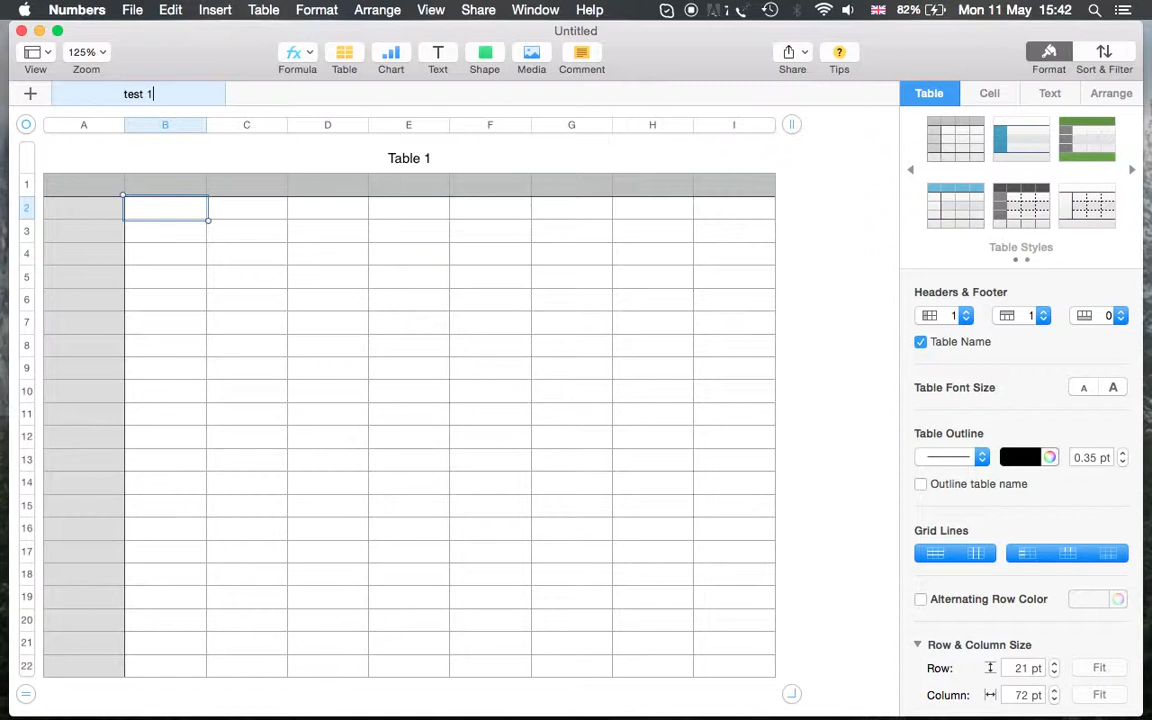 Numbers File Edit Insert Table Format Arrange View Share Window Help 82% Mon 11 May 15:42
Untitled
125%
View Zoom Formula Table Chart Text Shape Media Comment Share Tips Format Sort & Filter
test 1
Table Cell Text Arrange
A B C D E F G H I
Table 1
1
2
3
4
5
6
7
8
9
10
11
12
13
14
15
16
17
18
19
20
21
22
Table Styles
Headers & Footer
1 1 0
Table Name
Table Font Size A A
Table Outline
0.35 pt
Outline table name
Grid Lines
Alternating Row Color
Row & Column Size
Row: 21 pt Fit
Column: 72 pt Fit